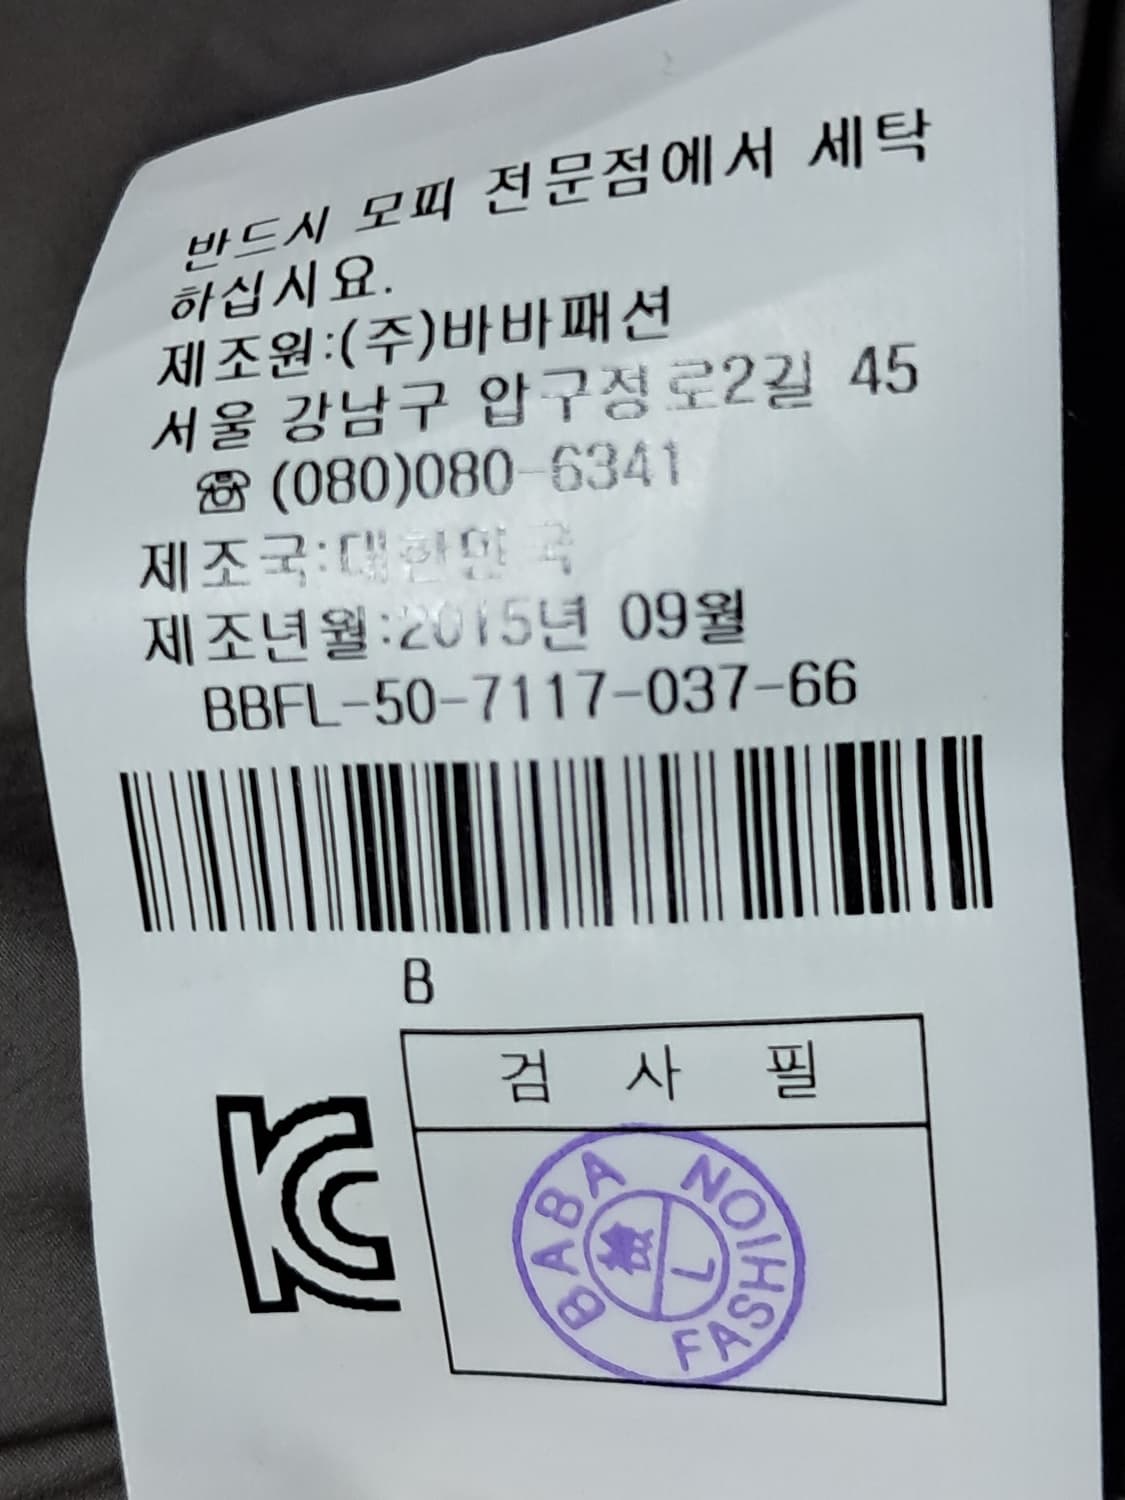 반드시 모피 전문점에서 세탁
하십시요.
제조원:(주)바바패션
서울 강남구 압구정로2길 45
☏ (080)080-6341
제조국:대한민국
제조년월:2015년 09월
BBFL-50-7117-037-66
B
검 사 필
KC
BABA FASHION
L